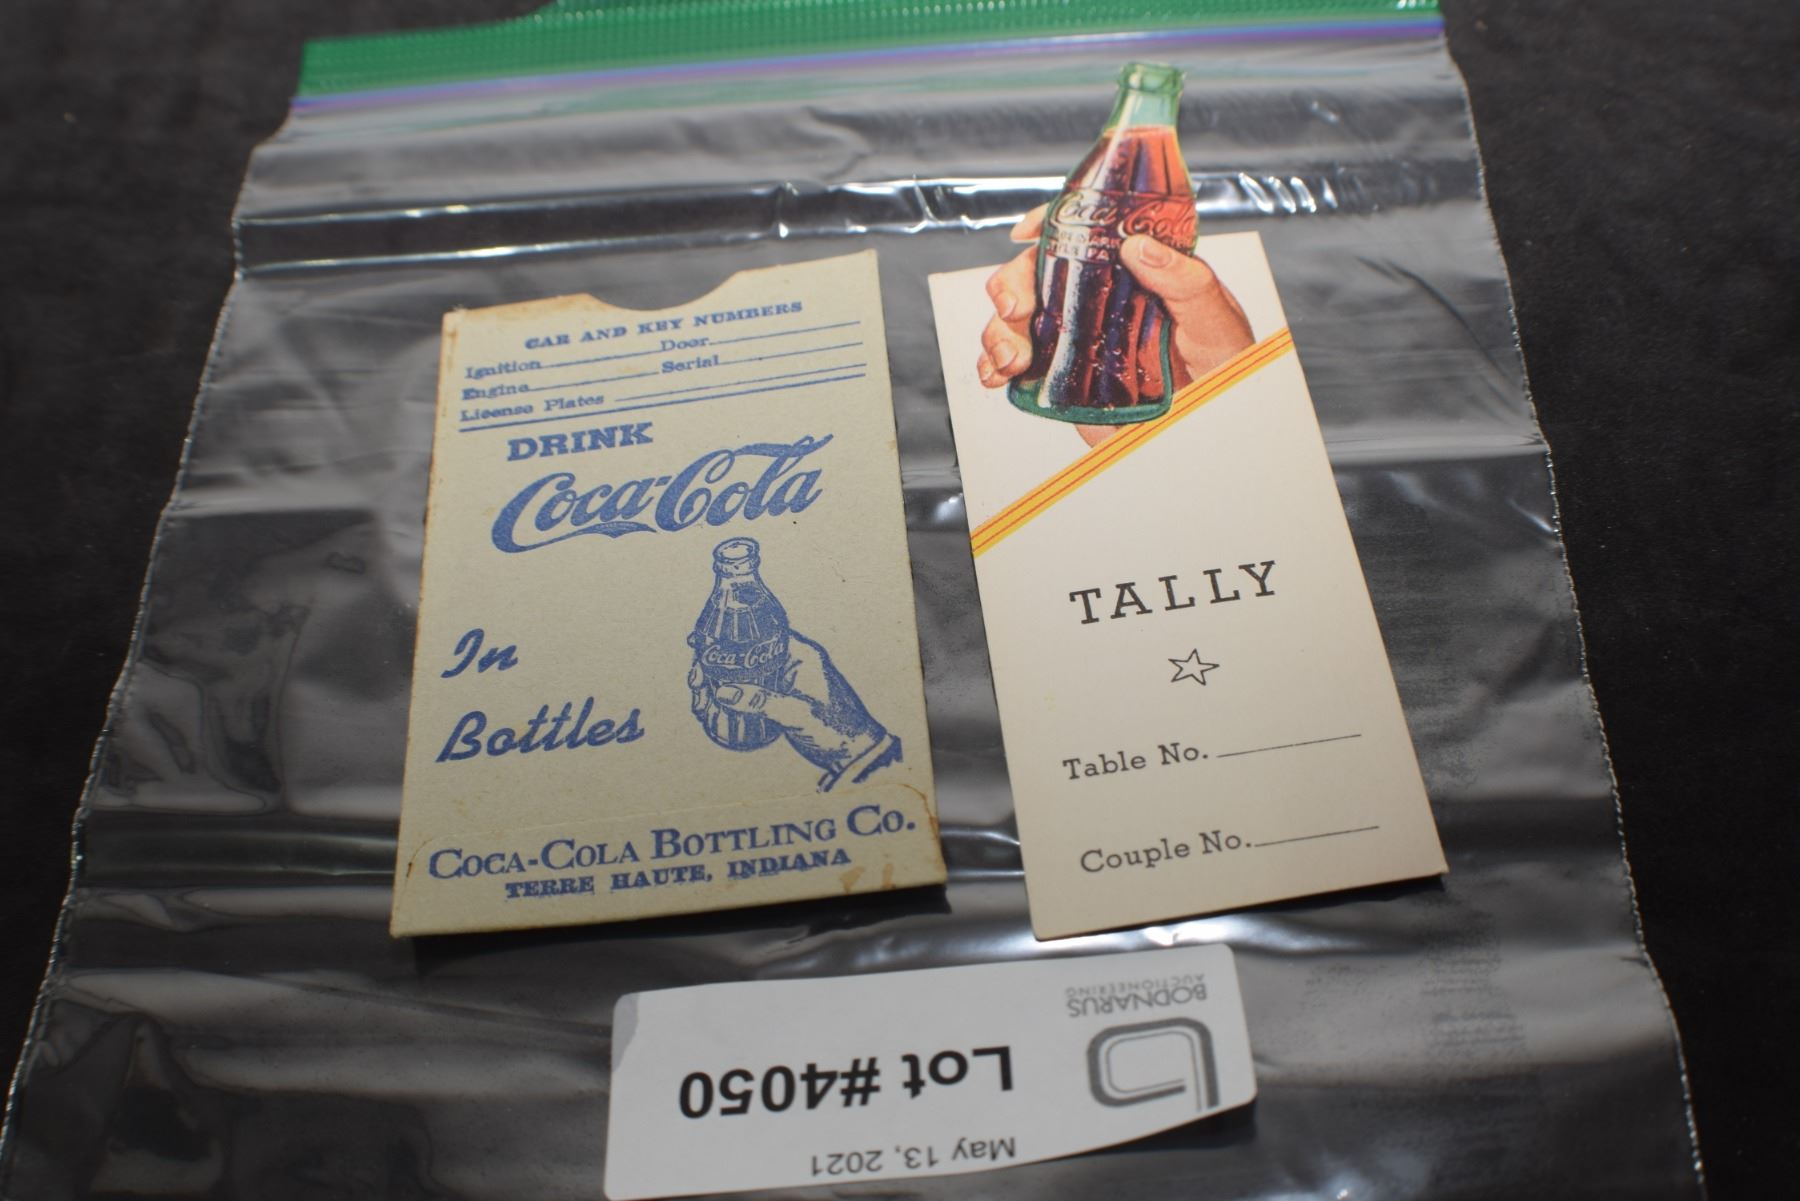 CAR AND KEY NUMBERS
Ignition Door
Engine Serial
License Plates
DRINK
Coca-Cola
In
Bottles
Coca-Cola
COCA-COLA BOTTLING CO.
TERRE HAUTE, INDIANA
Coca-Cola
TALLY
Table No.
Couple No.
BODNARUS
AUCTIONEERING
Lot #4050
May 13, 2021